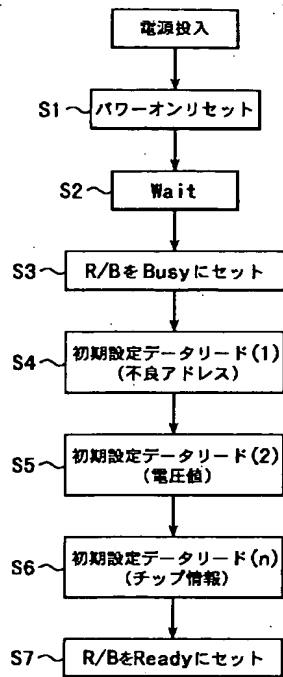 電源投入
S1 パワーオンリセット
S2 Wait
S3 R/BをBusyにセット
S4 初期設定データリード(1)
(不良アドレス)
S5 初期設定データリード(2)
(電圧値)
S6 初期設定データリード(n)
(チップ情報)
S7 R/BをReadyにセット